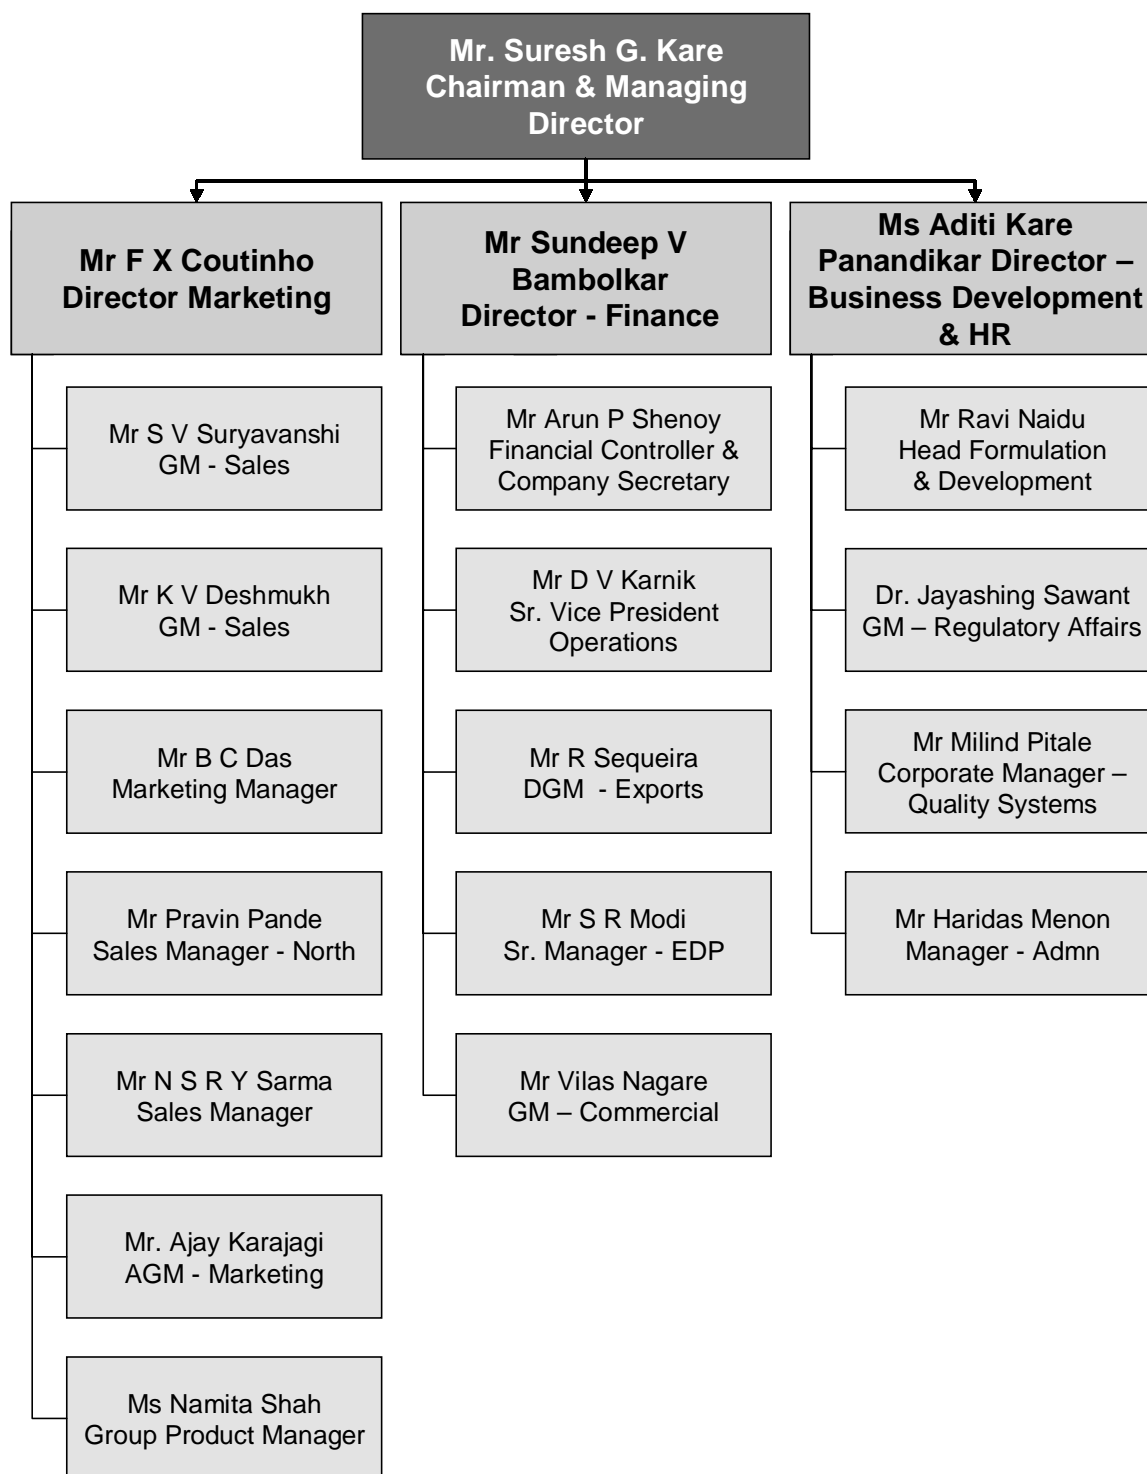 Mr. Suresh G. Kare
Chairman & Managing
Director
Mr F X Coutinho
Director Marketing
Mr S V Suryavanshi
GM - Sales
Mr K V Deshmukh
GM - Sales
Mr B C Das
Marketing Manager
Mr Pravin Pande
Sales Manager - North
Mr N S R Y Sarma
Sales Manager
Mr. Ajay Karajagi
AGM - Marketing
Ms Namita Shah
Group Product Manager
Mr Sundeep V
Bambolkar
Director - Finance
Mr Arun P Shenoy
Financial Controller &
Company Secretary
Mr D V Karnik
Sr. Vice President
Operations
Mr R Sequeira
DGM  - Exports
Mr S R Modi
Sr. Manager - EDP
Mr Vilas Nagare
GM – Commercial
Ms Aditi Kare
Panandikar Director –
Business Development
& HR
Mr Ravi Naidu
Head Formulation
& Development
Dr. Jayashing Sawant
GM – Regulatory Affairs
Mr Milind Pitale
Corporate Manager –
Quality Systems
Mr Haridas Menon
Manager - Admn